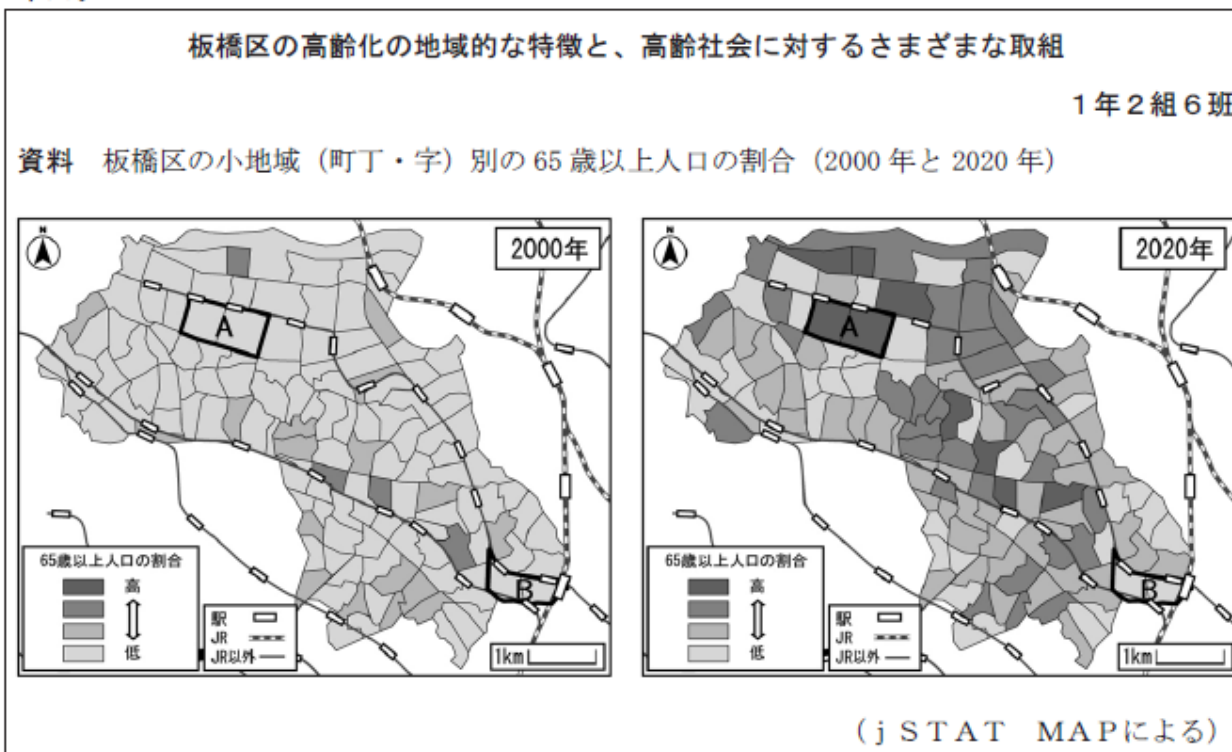 板橋区の高齢化の地域的な特徴と、高齢社会に対するさまざまな取組
1年2組6班
資料 板橋区の小地域(町丁・字)別の65歳以上人口の割合(2000年と2020年)
N
2000年
A
B
65歳以上人口の割合
高
低
駅
JR
JR以外
1km
N
2020年
A
B
65歳以上人口の割合
高
低
駅
JR
JR以外
1km
(jSTAT MAPによる)